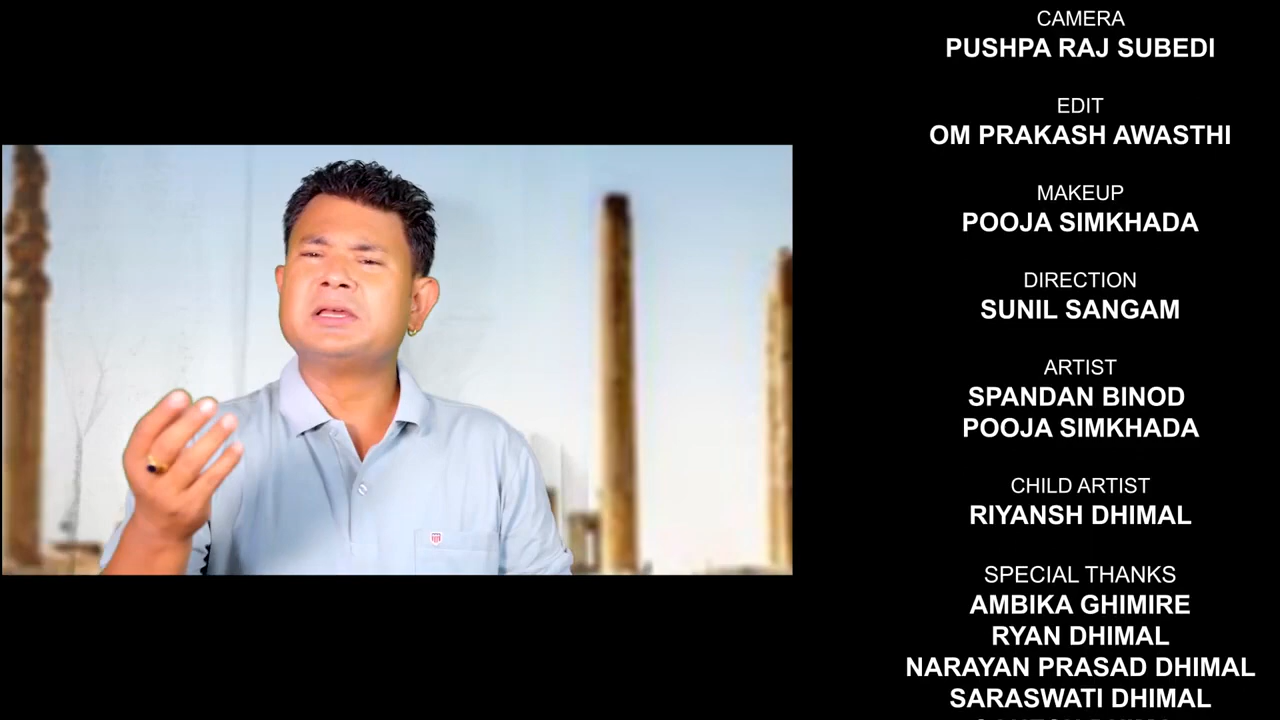 CAMERA
PUSHPA RAJ SUBEDI
EDIT
OM PRAKASH AWASTHI
MAKEUP
POOJA SIMKHADA
DIRECTION
SUNIL SANGAM
ARTIST
SPANDAN BINOD
POOJA SIMKHADA
CHILD ARTIST
RIYANSH DHIMAL
SPECIAL THANKS
AMBIKA GHIMIRE
RYAN DHIMAL
NARAYAN PRASAD DHIMAL
SARASWATI DHIMAL